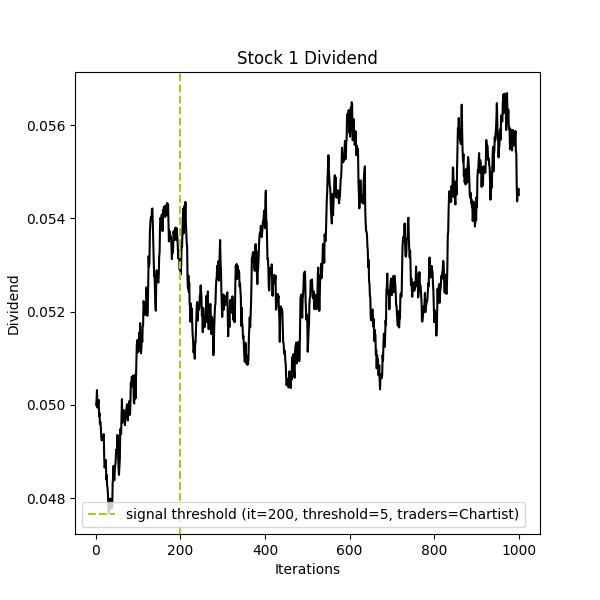 Stock 1 Dividend
0.056
0.054
0.052
0.050
0.048
Dividend
signal threshold (it=200, threshold=5, traders=Chartist)
0
200
400
600
800
1000
Iterations